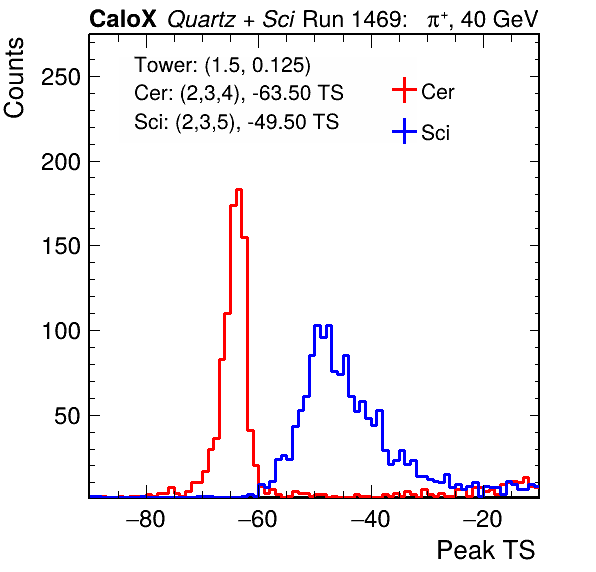 CaloX Quartz + Sci Run 1469: π⁺, 40 GeV
Counts
Tower: (1.5, 0.125)
Cer: (2,3,4), -63.50 TS
Sci: (2,3,5), -49.50 TS
Cer
Sci
250
200
150
100
50
−80 −60 −40 −20
Peak TS